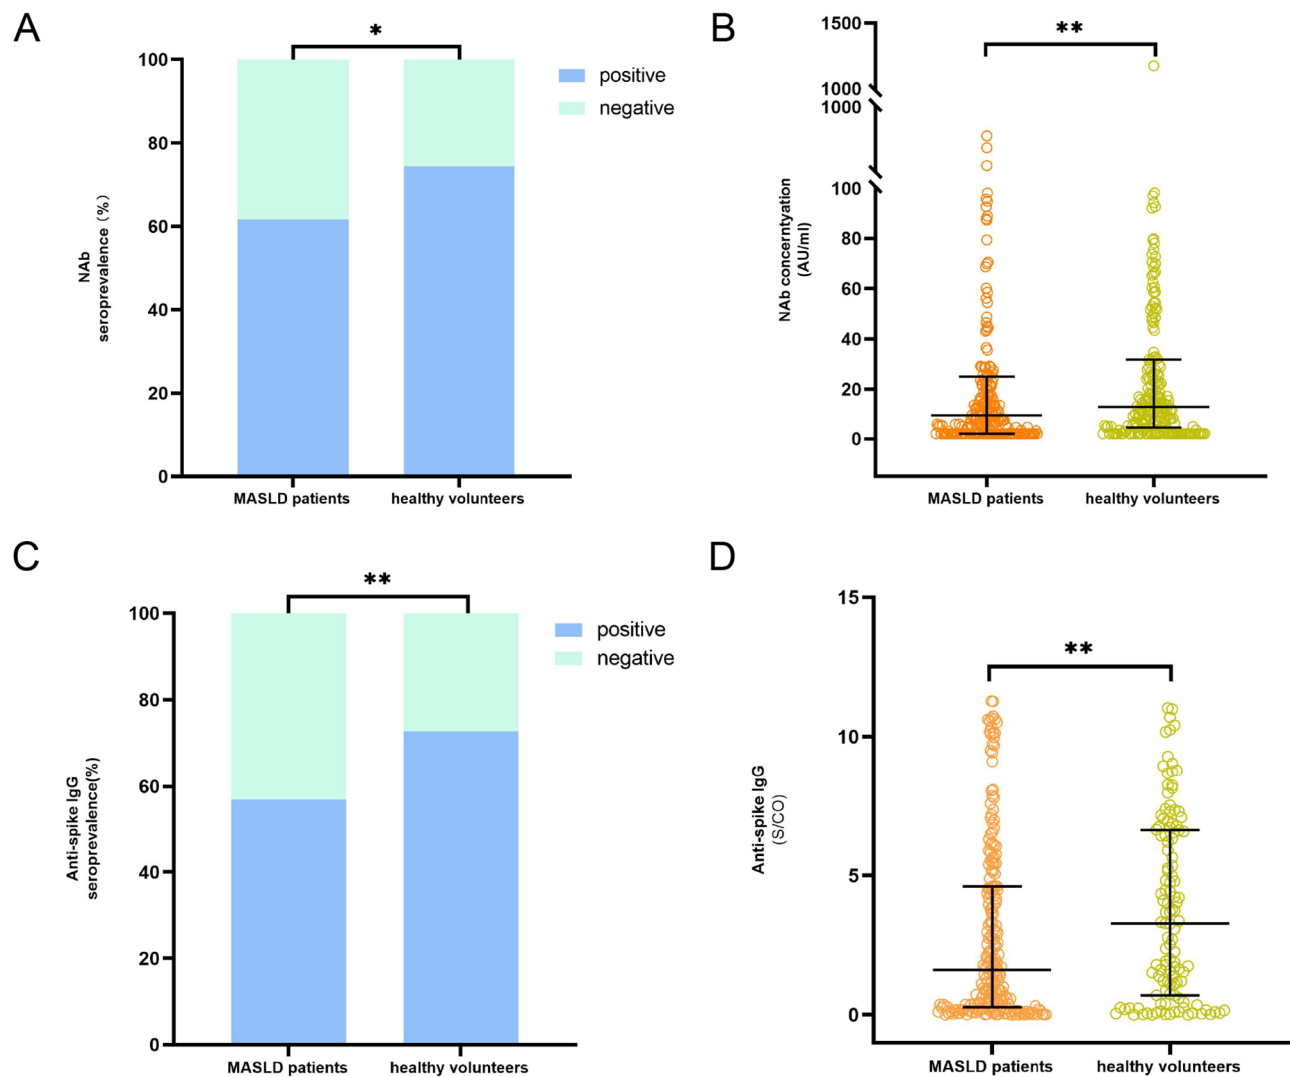 A
*
100
80
60
40
20
0
NAb
seroprevalence (%)
positive
negative
MASLD patients
healthy volunteers
B
**
1500
1000
1000
100
80
60
40
20
0
NAb concerntyation
(AU/ml)
MASLD patients
healthy volunteers
C
**
100
80
60
40
20
0
Anti-spike IgG
seroprevalence(%)
positive
negative
MASLD patients
healthy volunteers
D
**
15
10
5
0
Anti-spike IgG
(S/CO)
MASLD patients
healthy volunteers